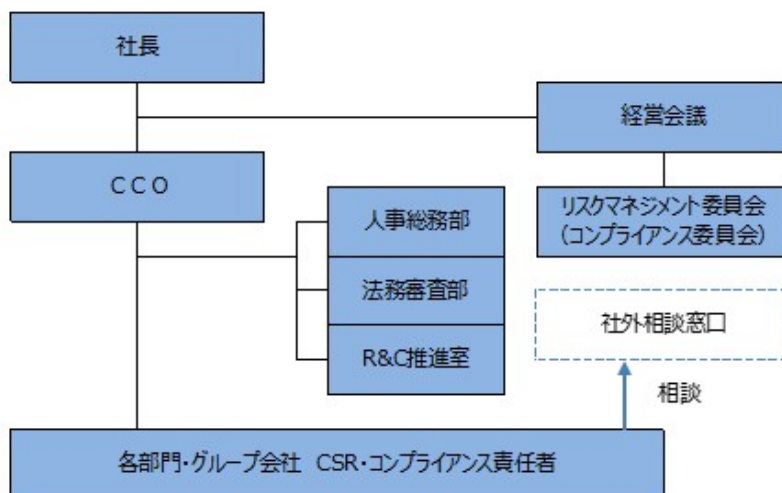 社長
経営会議
CCO
リスクマネジメント委員会
(コンプライアンス委員会)
人事総務部
法務審査部
R&C推進室
社外相談窓口
相談
各部門・グループ会社 CSR・コンプライアンス責任者